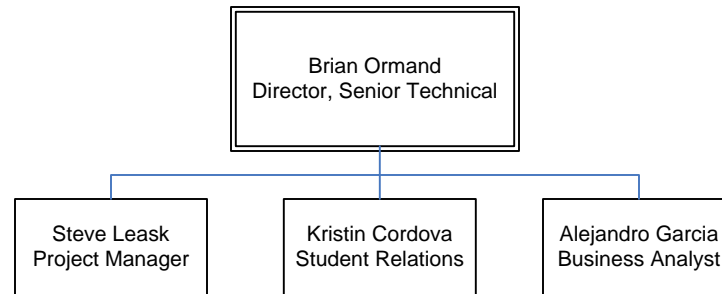 Brian Ormand
Director, Senior Technical
Steve Leask
Project Manager
Kristin Cordova
Student Relations
Alejandro Garcia
Business Analyst